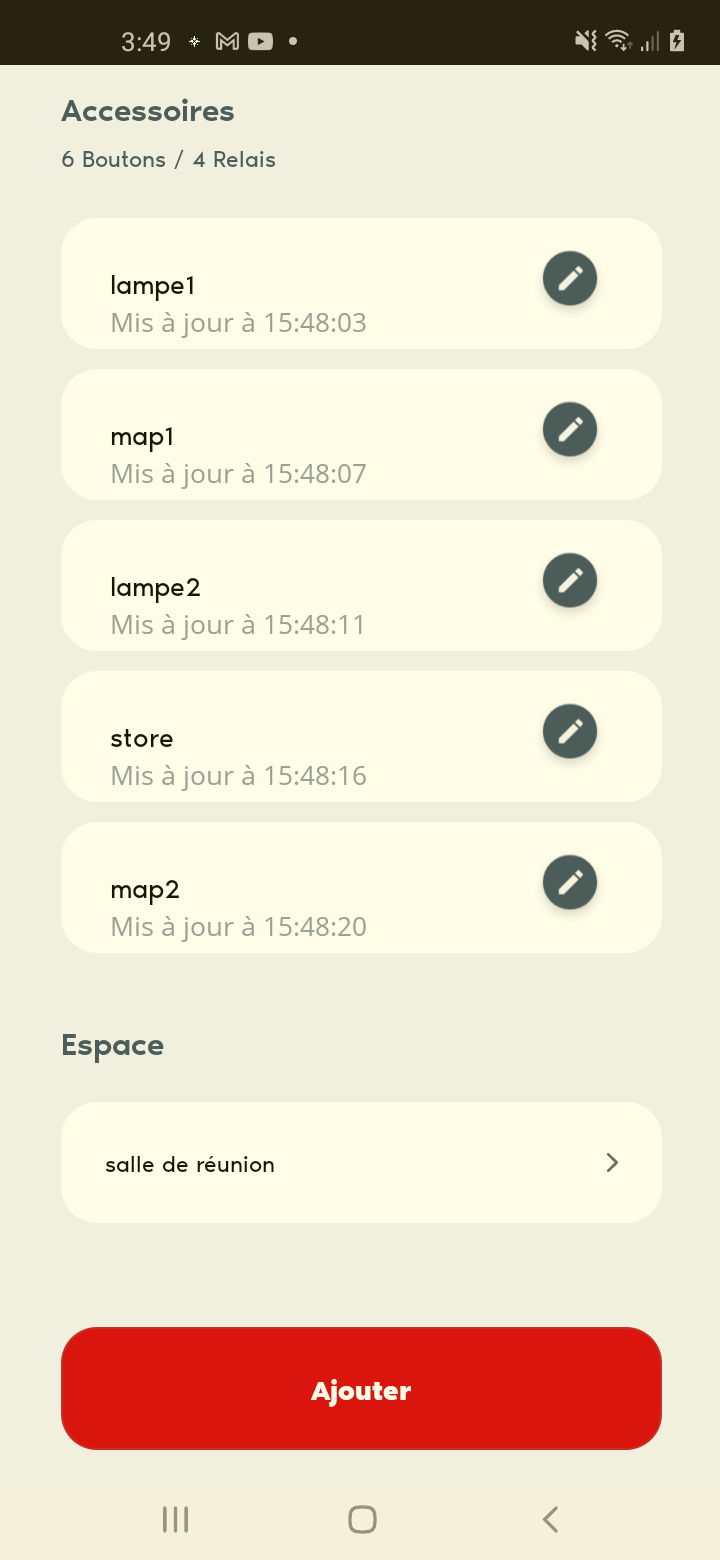 3:49
Accessoires
6 Boutons / 4 Relais
lampe1
Mis à jour à 15:48:03
map1
Mis à jour à 15:48:07
lampe2
Mis à jour à 15:48:11
store
Mis à jour à 15:48:16
map2
Mis à jour à 15:48:20
Espace
salle de réunion
Ajouter